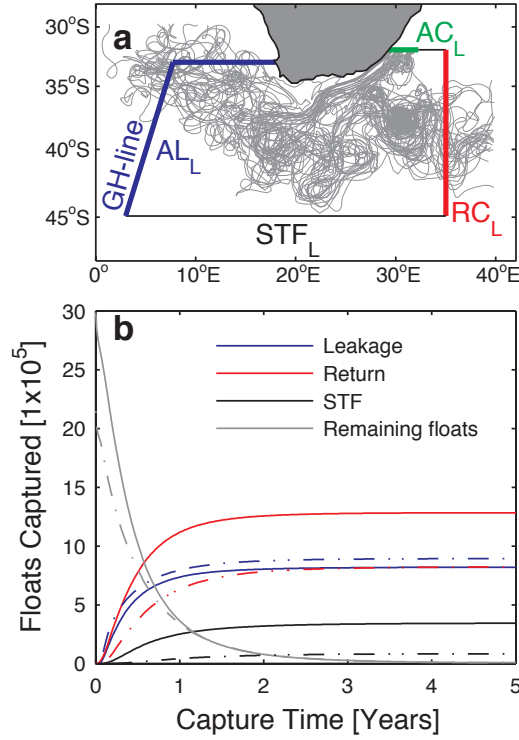 a
30°S
35°S
40°S
45°S
GH-line
AL_L
AC_L
RC_L
STF_L
0°
10°E
20°E
30°E
40°E
b
Leakage
Return
STF
Remaining floats
Floats Captured [1x10^5]
30
25
20
15
10
5
0
0
1
2
3
4
5
Capture Time [Years]